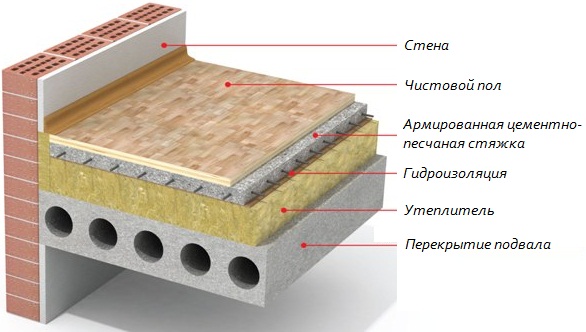 Стена
Чистовой пол
Армированная цементно-
песчаная стяжка
Гидроизоляция
Утеплитель
Перекрытие подвала